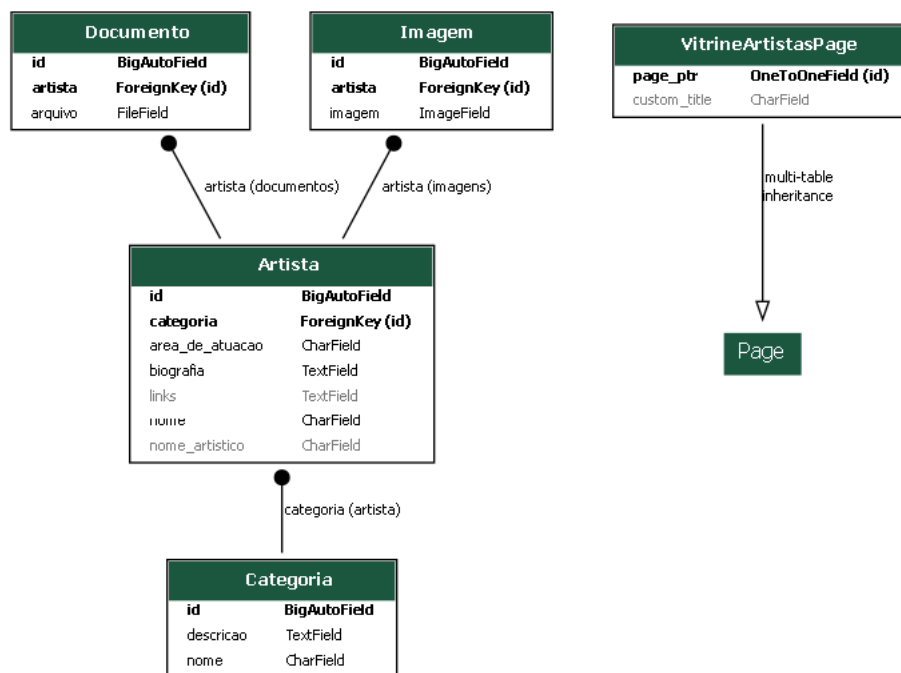 Documento
id BigAutoField
artista ForeignKey (id)
arquivo FileField
Imagem
id BigAutoField
artista ForeignKey (id)
imagem ImageField
VitrineArtistasPage
page_ptr OneToOneField (id)
custom_title CharField
artista (documentos)
artista (imagens)
multi-table
inheritance
Artista
id BigAutoField
categoria ForeignKey (id)
area_de_atuacao CharField
biografia TextField
links TextField
nome CharField
nome_artistico CharField
Page
categoria (artista)
Categoria
id BigAutoField
descricao TextField
nome CharField